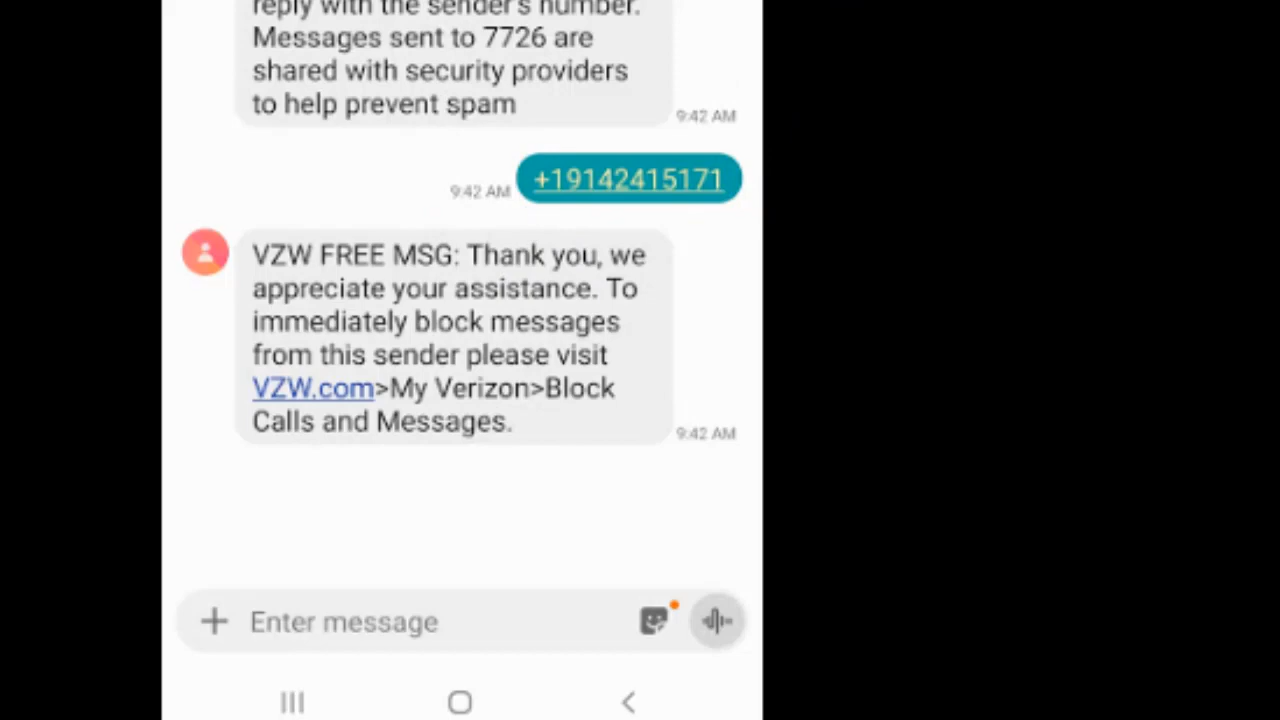 reply with the sender's number.
Messages sent to 7726 are
shared with security providers
to help prevent spam
9:42 AM
9:42 AM
+19142415171
VZW FREE MSG: Thank you, we
appreciate your assistance. To
immediately block messages
from this sender please visit
VZW.com>My Verizon>Block
Calls and Messages.
9:42 AM
Enter message